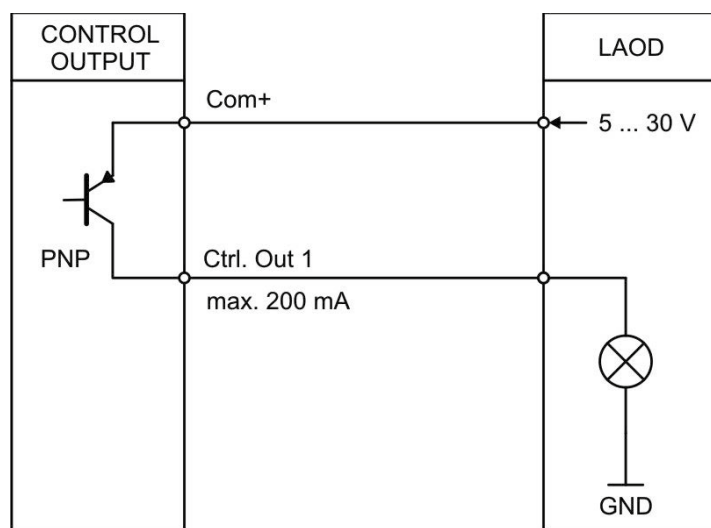 CONTROL
OUTPUT
LAOD
Com+
5 ... 30 V
PNP
Ctrl. Out 1
max. 200 mA
GND